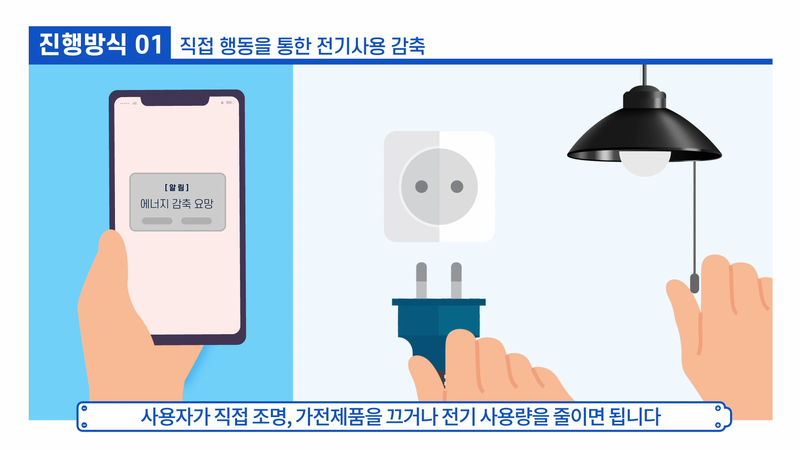 진행방식 01 직접 행동을 통한 전기사용 감축
[알림]
에너지 감축 요망
사용자가 직접 조명, 가전제품을 끄거나 전기 사용량을 줄이면 됩니다